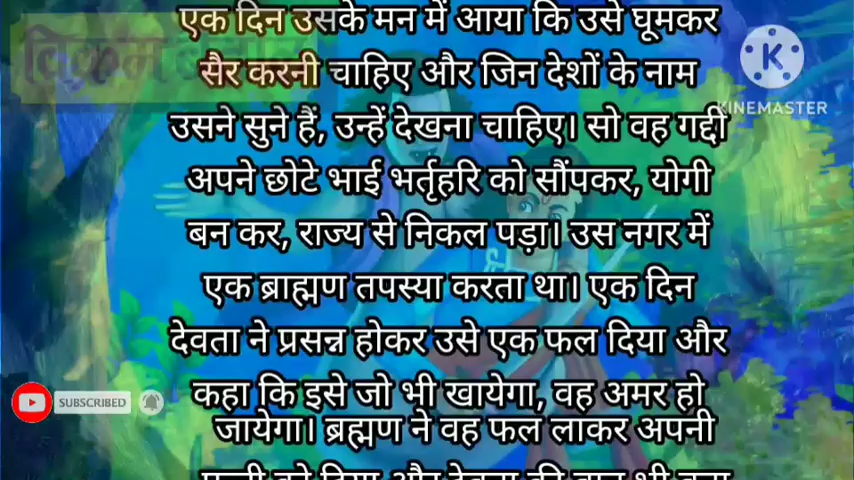 एक दिन उसके मन में आया कि उसे घूमकर
सैर करनी चाहिए और जिन देशों के नाम
उसने सुने हैं, उन्हें देखना चाहिए। सो वह गद्दी
अपने छोटे भाई भर्तृहरि को सौंपकर, योगी
बन कर, राज्य से निकल पड़ा। उस नगर में
एक ब्राह्मण तपस्या करता था। एक दिन
देवता ने प्रसन्न होकर उसे एक फल दिया और
कहा कि इसे जो भी खायेगा, वह अमर हो
जायेगा। ब्रह्मण ने वह फल लाकर अपनी
विक्रम
KINEMASTER
SUBSCRIBED